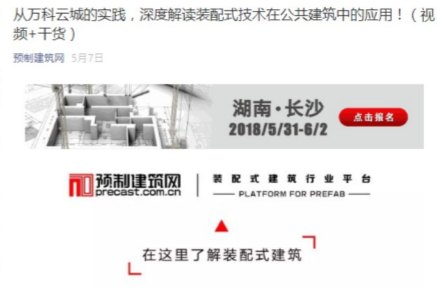 从万科云城的实践，深度解读装配式技术在公共建筑中的应用！（视
频+干货）
预制建筑网 5月7日
湖南·长沙
2018/5/31-6/2
点击报名
预制建筑网
precast.com.cn
装配式建筑行业平台
PLATFORM FOR PREFAB
在这里了解装配式建筑